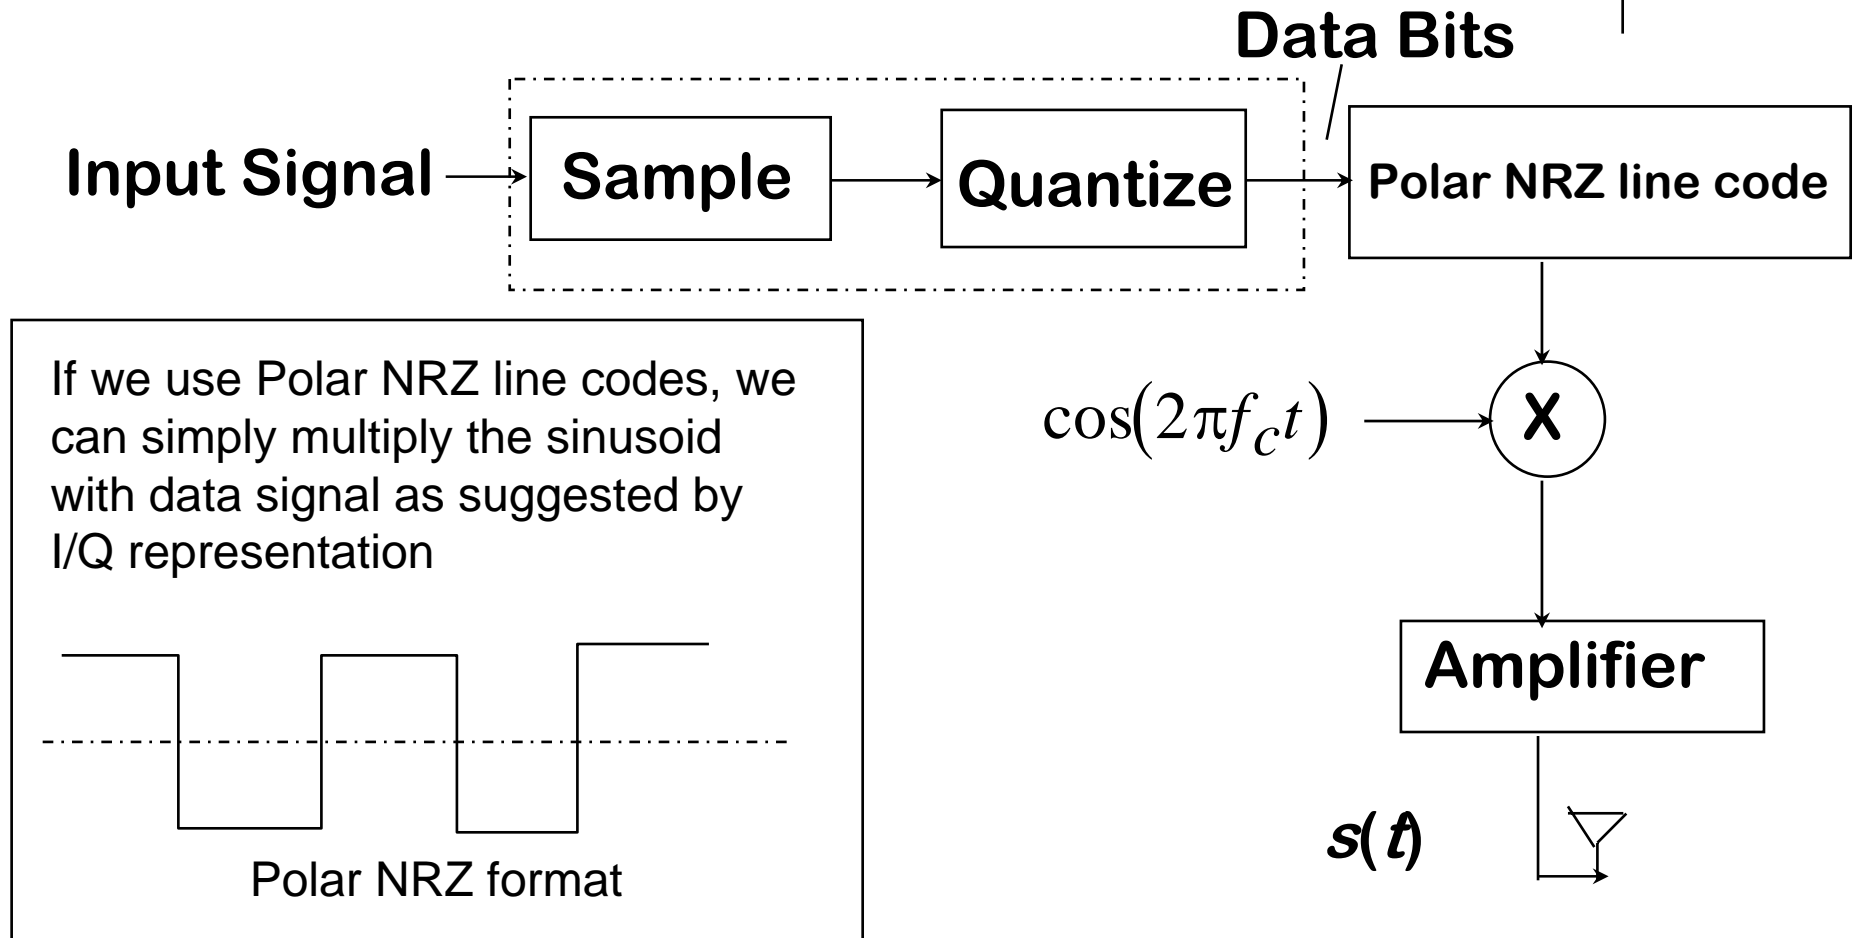 Data Bits
Input Signal
Sample
Quantize
Polar NRZ line code
If we use Polar NRZ line codes, we
can simply multiply the sinusoid
with data signal as suggested by
I/Q representation
cos(2πf_c t)
X
Amplifier
s(t)
Polar NRZ format